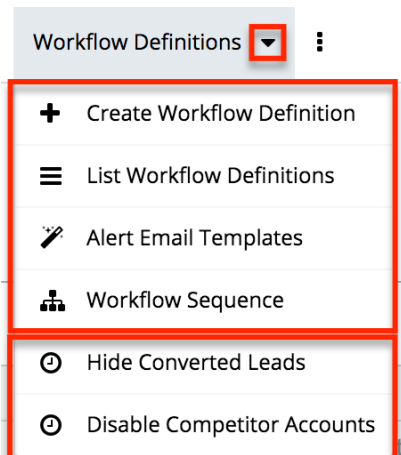 Workflow Definitions
Create Workflow Definition
List Workflow Definitions
Alert Email Templates
Workflow Sequence
Hide Converted Leads
Disable Competitor Accounts